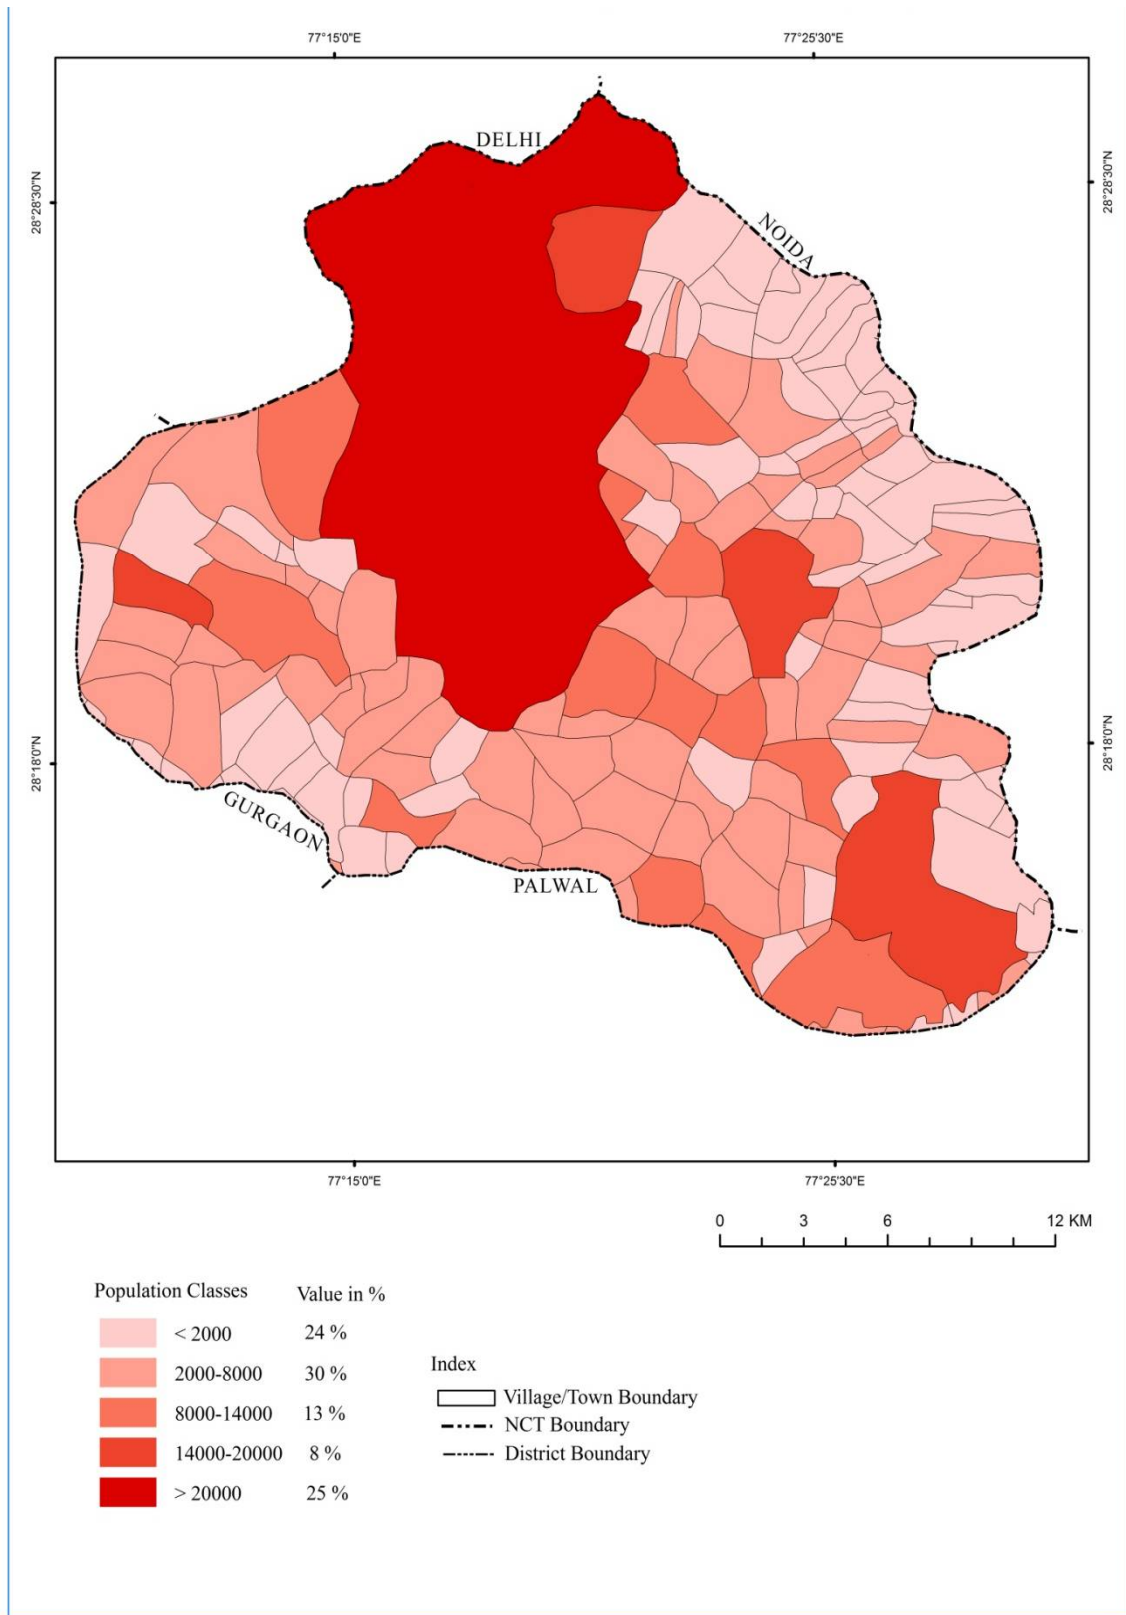 77°15'0"E 77°25'30"E
28°28'30"N
28°28'30"N
DELHI
NOIDA
28°18'0"N
28°18'0"N
GURGAON
PALWAL
77°15'0"E 77°25'30"E
0 3 6 12 KM
Population Classes Value in %
< 2000 24 %
2000-8000 30 %
8000-14000 13 %
14000-20000 8 %
> 20000 25 %
Index
Village/Town Boundary
NCT Boundary
District Boundary